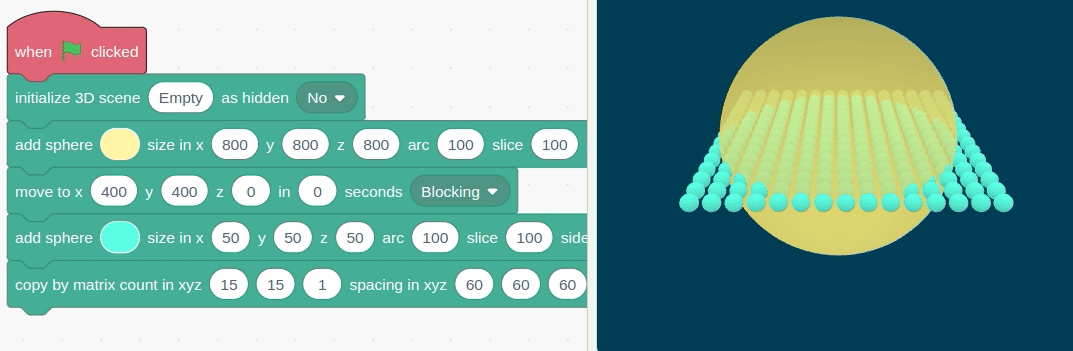 when clicked
initialize 3D scene Empty as hidden No
add sphere size in x 800 y 800 z 800 arc 100 slice 100
move to x 400 y 400 z 0 in 0 seconds Blocking
add sphere size in x 50 y 50 z 50 arc 100 slice 100 side
copy by matrix count in xyz 15 15 1 spacing in xyz 60 60 60